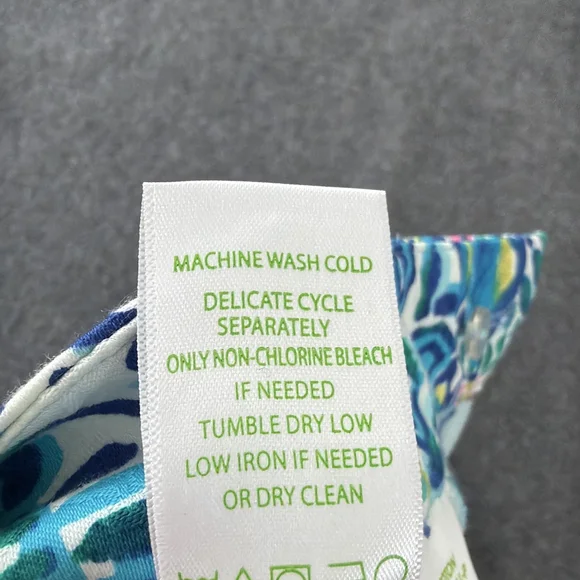 MACHINE WASH COLD
DELICATE CYCLE
SEPARATELY
ONLY NON-CHLORINE BLEACH
IF NEEDED
TUMBLE DRY LOW
LOW IRON IF NEEDED
OR DRY CLEAN